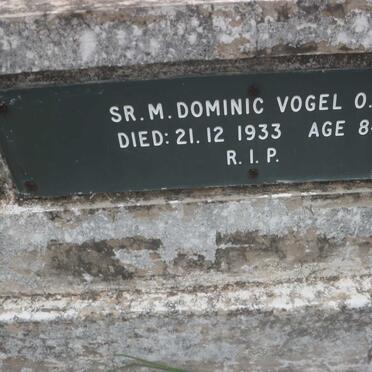 SR. M. DOMINIC VOGEL O.
DIED: 21.12 1933 AGE 8
R. I. P.